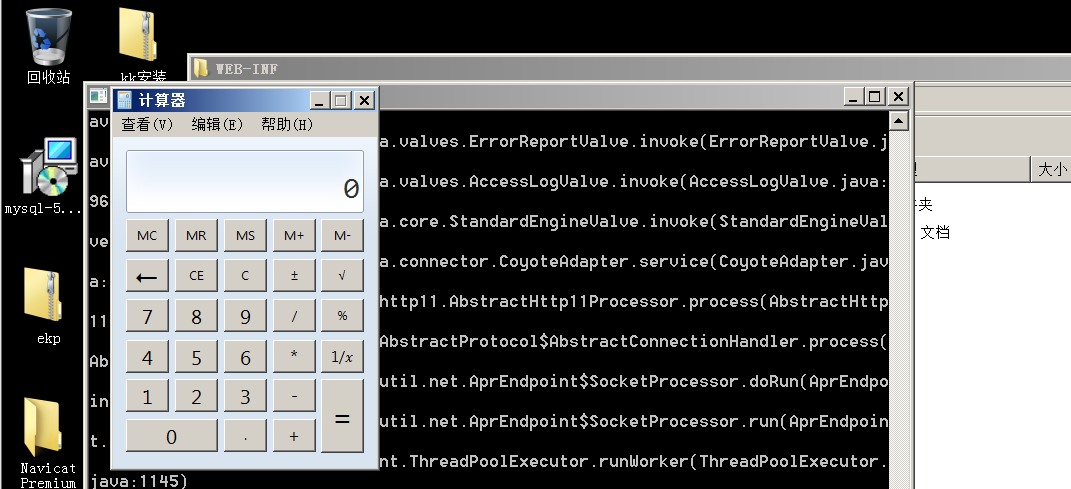 回收站
kk安装
WEB-INF
计算器
查看(V) 编辑(E) 帮助(H)
0
MC MR MS M+ M-
← CE C ± √
7 8 9 / %
4 5 6 * 1/x
1 2 3 - =
0 . +
av
a.valves.ErrorReportValve.invoke(ErrorReportValve.j
av
a.valves.AccessLogValve.invoke(AccessLogValve.java:
96
a.core.StandardEngineValve.invoke(StandardEngineVal
ve
a.connector.CoyoteAdapter.service(CoyoteAdapter.jav
a:
http11.AbstractHttp11Processor.process(AbstractHttp
11
AbstractProtocol$AbstractConnectionHandler.process(
Ab
util.net.AprEndpoint$SocketProcessor.doRun(AprEndpo
in
util.net.AprEndpoint$SocketProcessor.run(AprEndpoin
t.
nt.ThreadPoolExecutor.runWorker(ThreadPoolExecutor.
java:1145)
大小
夹
文档
mysql-5...
ekp
Navicat
Premium